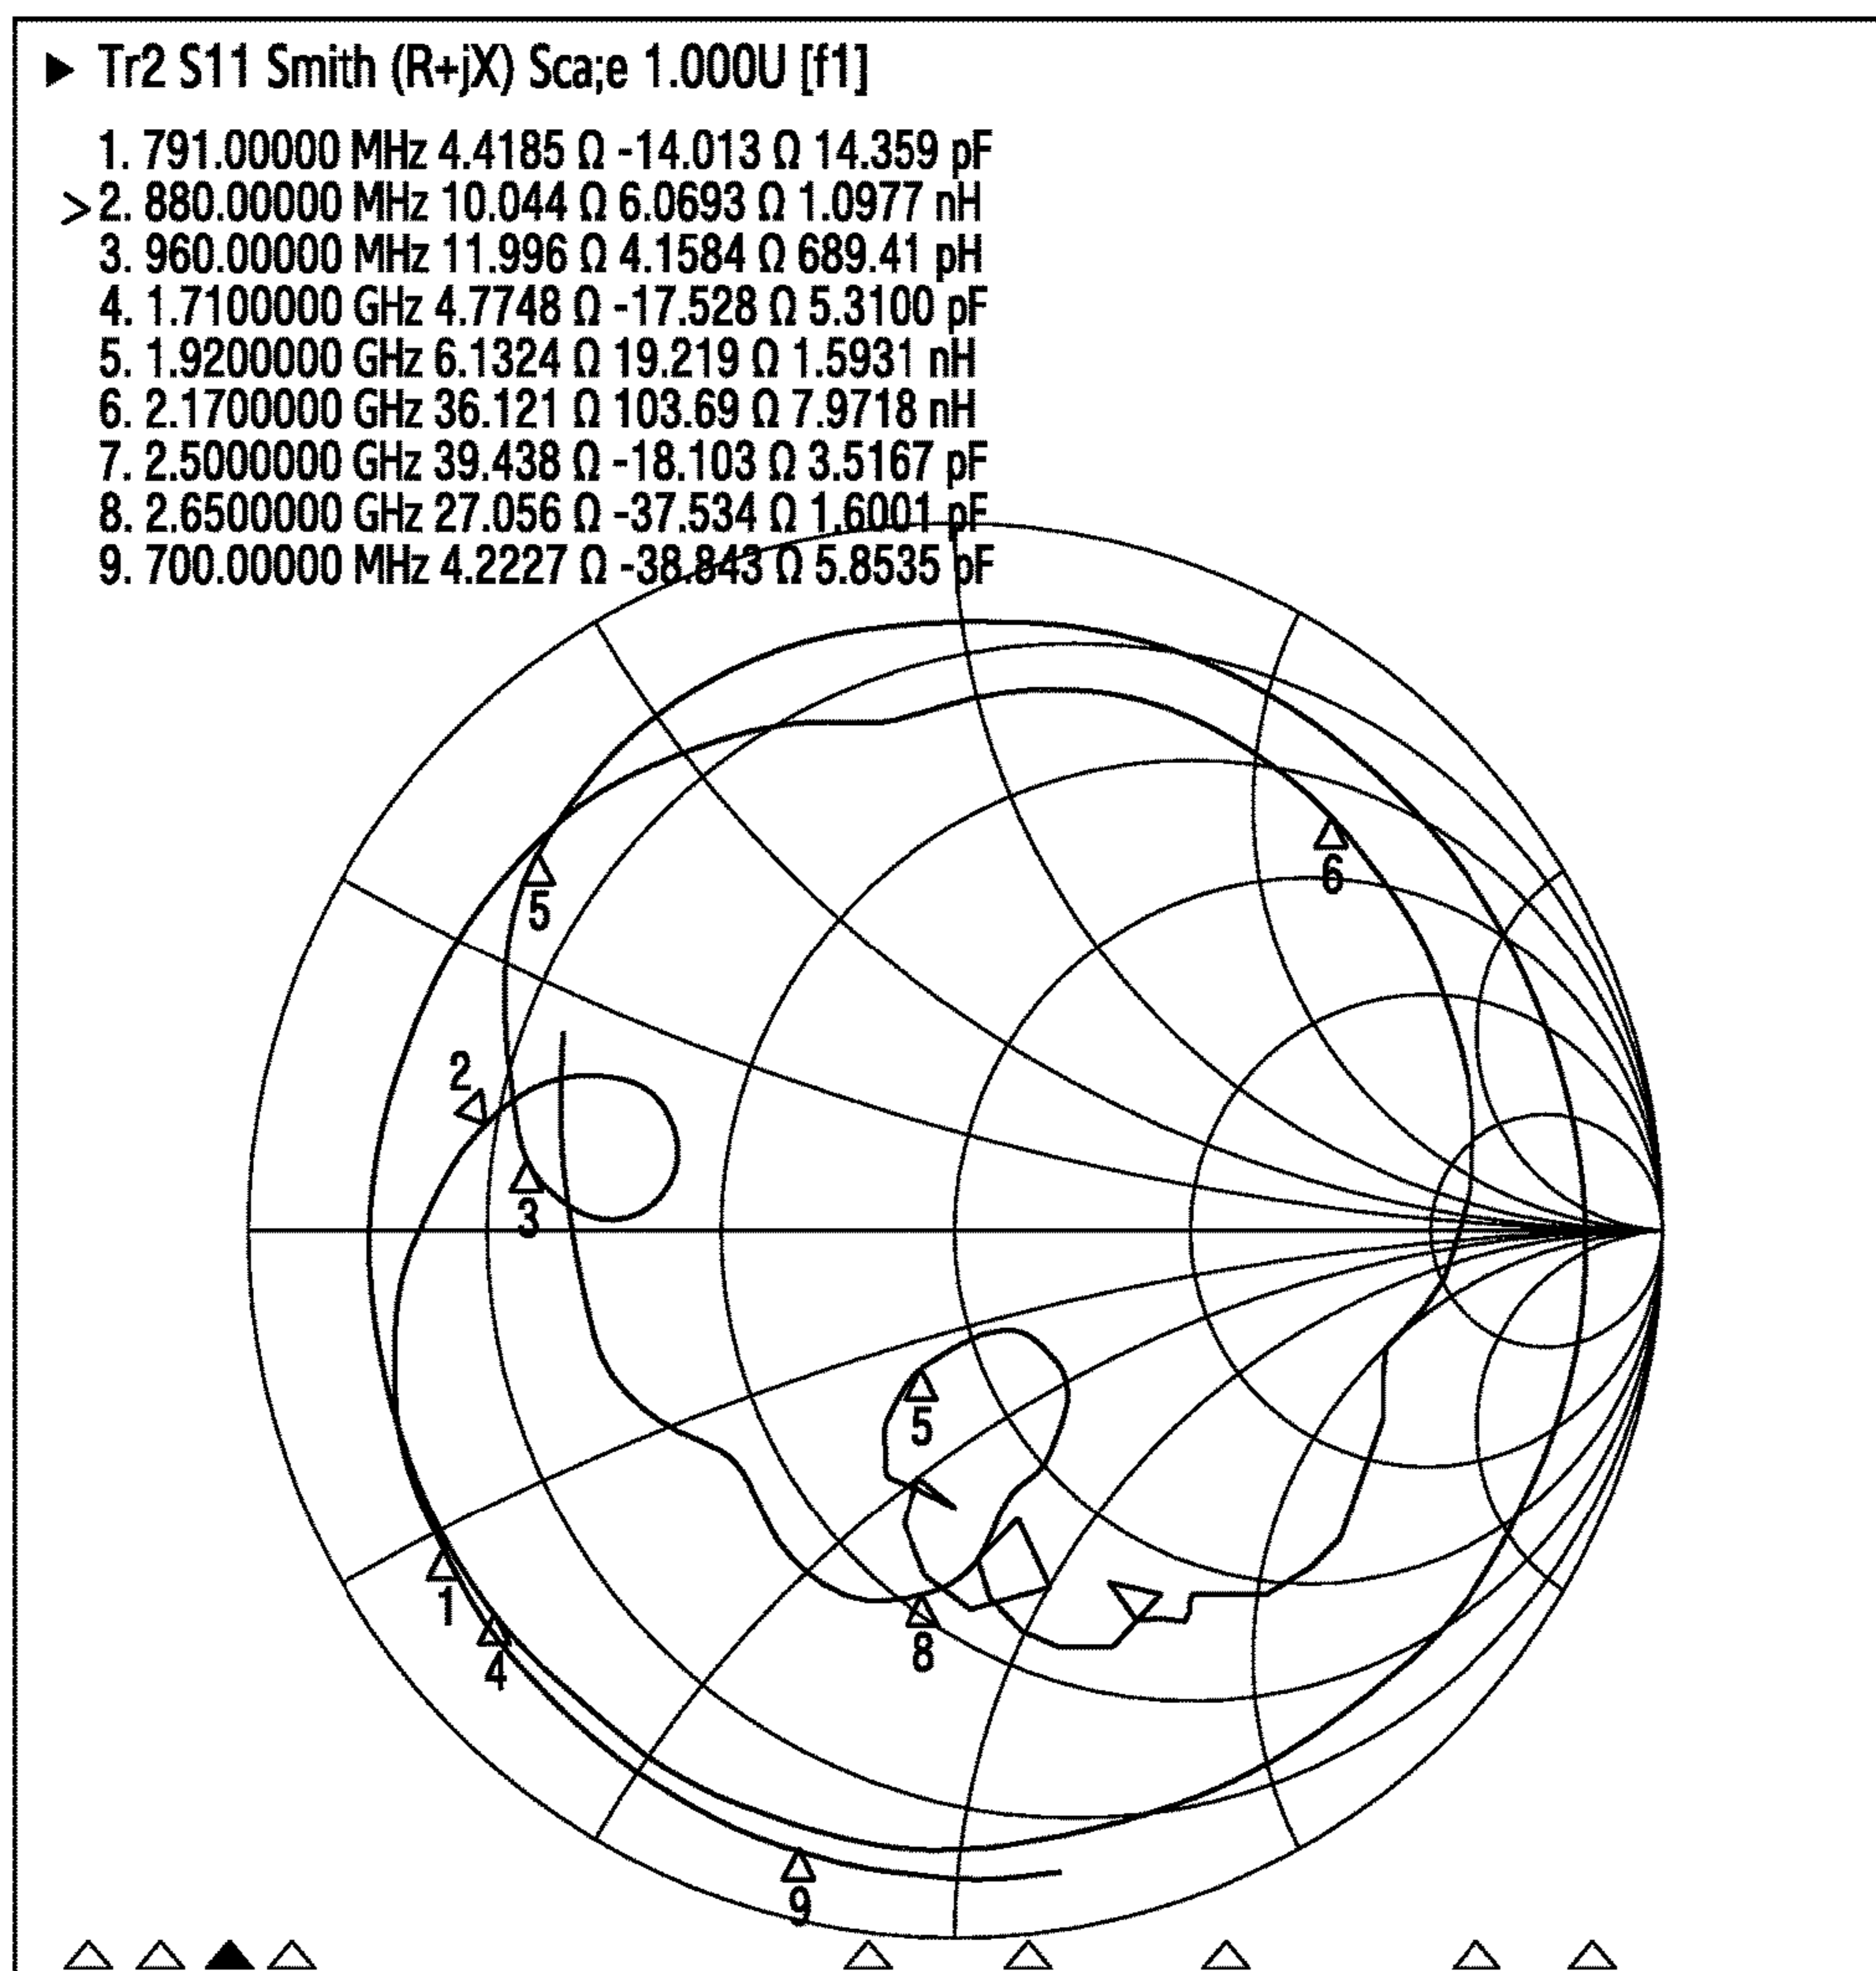 ► Tr2 S11 Smith (R+jX) Sca;e 1.000U [f1]
1. 791.00000 MHz 4.4185 Ω -14.013 Ω 14.359 pF
>2. 880.00000 MHz 10.044 Ω 6.0693 Ω 1.0977 nH
3. 960.00000 MHz 11.996 Ω 4.1584 Ω 689.41 pH
4. 1.7100000 GHz 4.7748 Ω -17.528 Ω 5.3100 pF
5. 1.9200000 GHz 6.1324 Ω 19.219 Ω 1.5931 nH
6. 2.1700000 GHz 36.121 Ω 103.69 Ω 7.9718 nH
7. 2.5000000 GHz 39.438 Ω -18.103 Ω 3.5167 pF
8. 2.6500000 GHz 27.056 Ω -37.534 Ω 1.6001 pF
9. 700.00000 MHz 4.2227 Ω -38.843 Ω 5.8535 pF
6
5
2
3
5
1
8
4
9